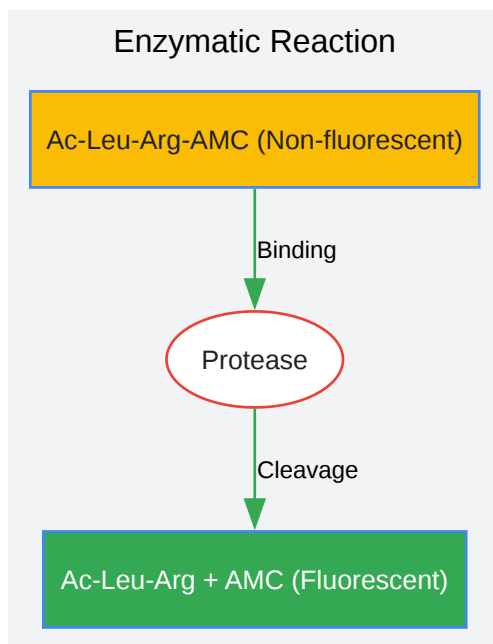 Enzymatic Reaction
Ac-Leu-Arg-AMC (Non-fluorescent)
Binding
Protease
Cleavage
Ac-Leu-Arg + AMC (Fluorescent)